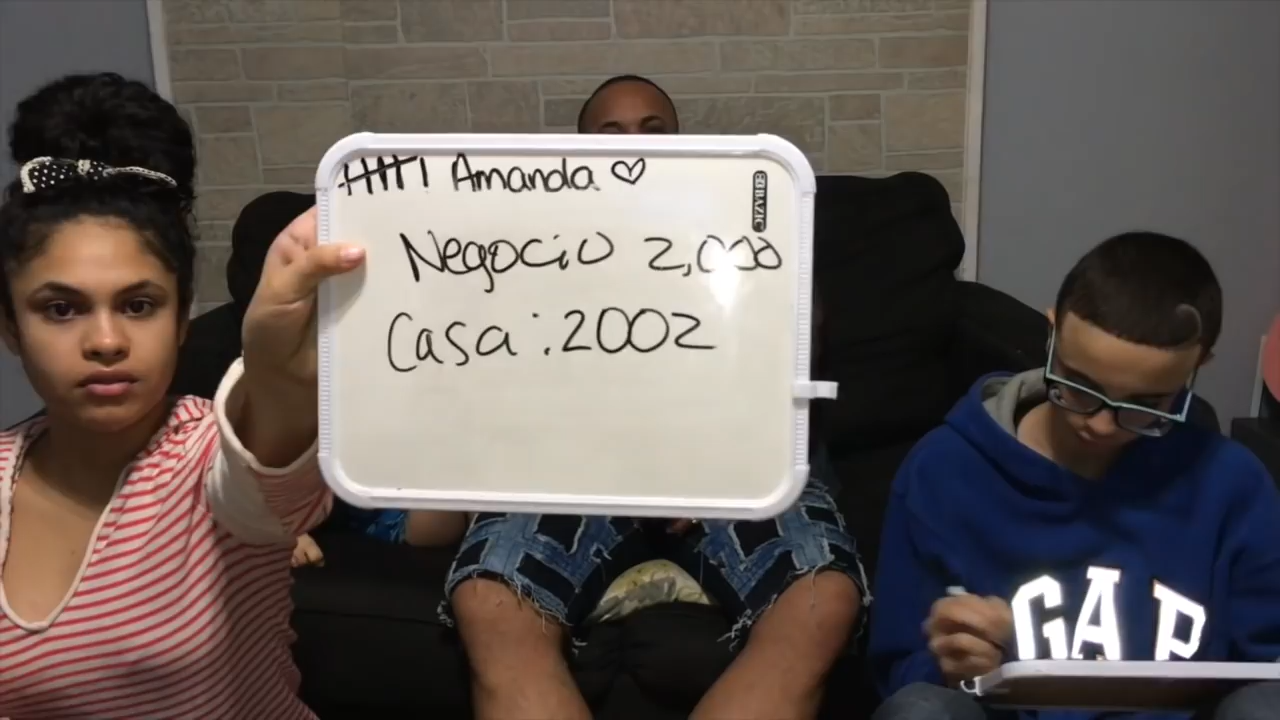 Amanda ♡
BAZIC
Negocio 2,000
Casa: 2002
GAP